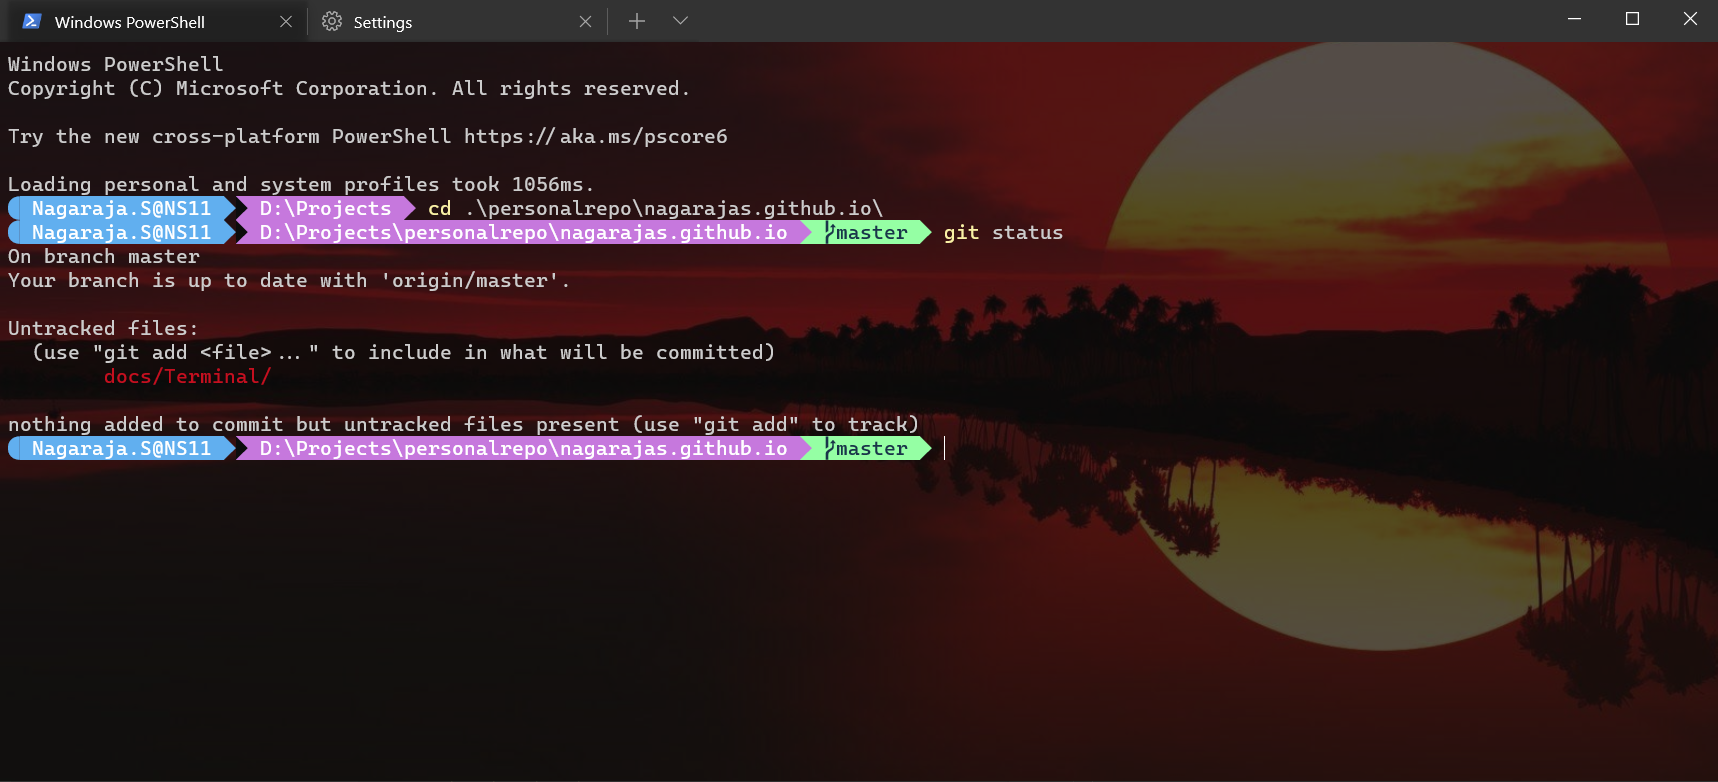 Windows PowerShell
Settings
Windows PowerShell
Copyright (C) Microsoft Corporation. All rights reserved.
Try the new cross-platform PowerShell https://aka.ms/pscore6
Loading personal and system profiles took 1056ms.
Nagaraja.S@NS11 D:\Projects cd .\personalrepo\nagarajas.github.io\
Nagaraja.S@NS11 D:\Projects\personalrepo\nagarajas.github.io master git status
On branch master
Your branch is up to date with 'origin/master'.
Untracked files:
(use "git add <file>..." to include in what will be committed)
docs/Terminal/
nothing added to commit but untracked files present (use "git add" to track)
Nagaraja.S@NS11 D:\Projects\personalrepo\nagarajas.github.io master